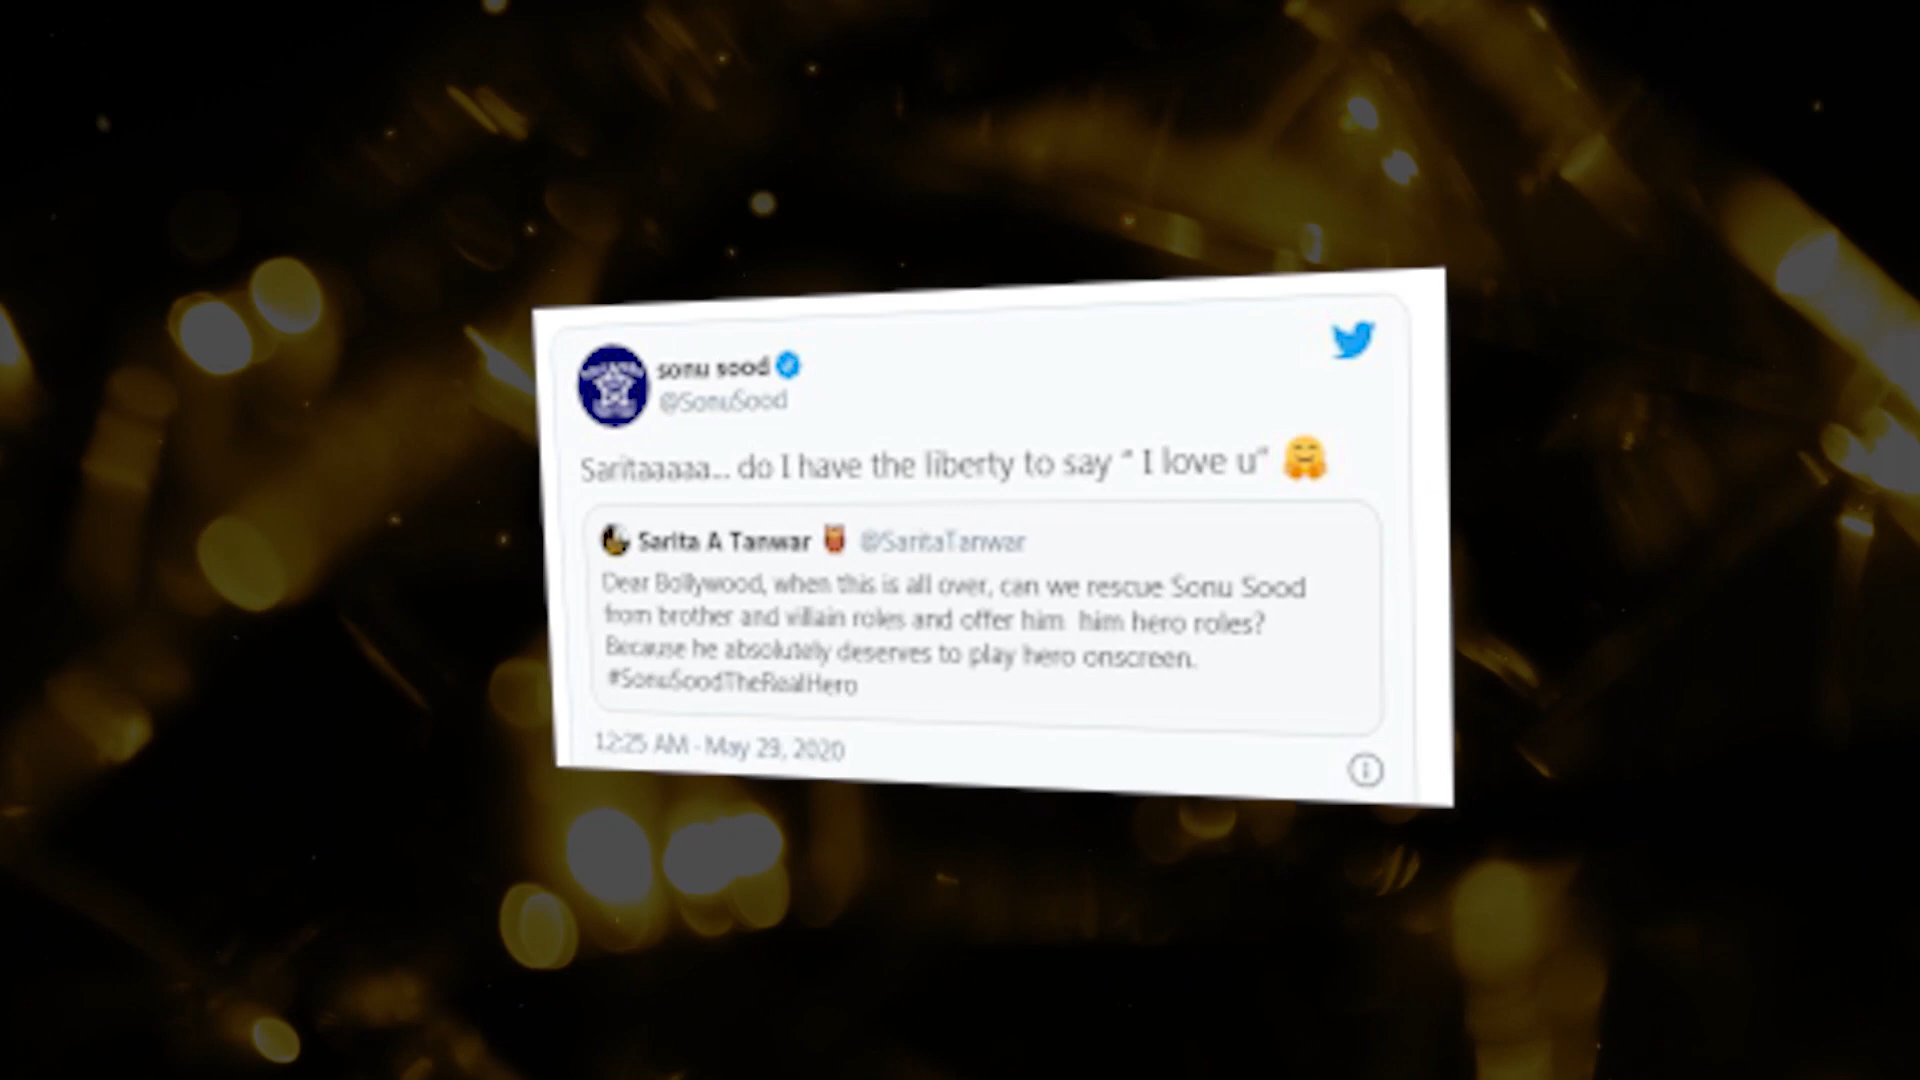 sonu sood
@SonuSood
Saritaaaaa... do I have the liberty to say " I love u" 🤗
Sarita A Tanwar 🦉 @SaritaTanwar
Dear Bollywood, when this is all over, can we rescue Sonu Sood
from brother and villain roles and offer him him hero roles?
Because he absolutely deserves to play hero onscreen.
#SonuSoodTheRealHero
12:25 AM · May 29, 2020